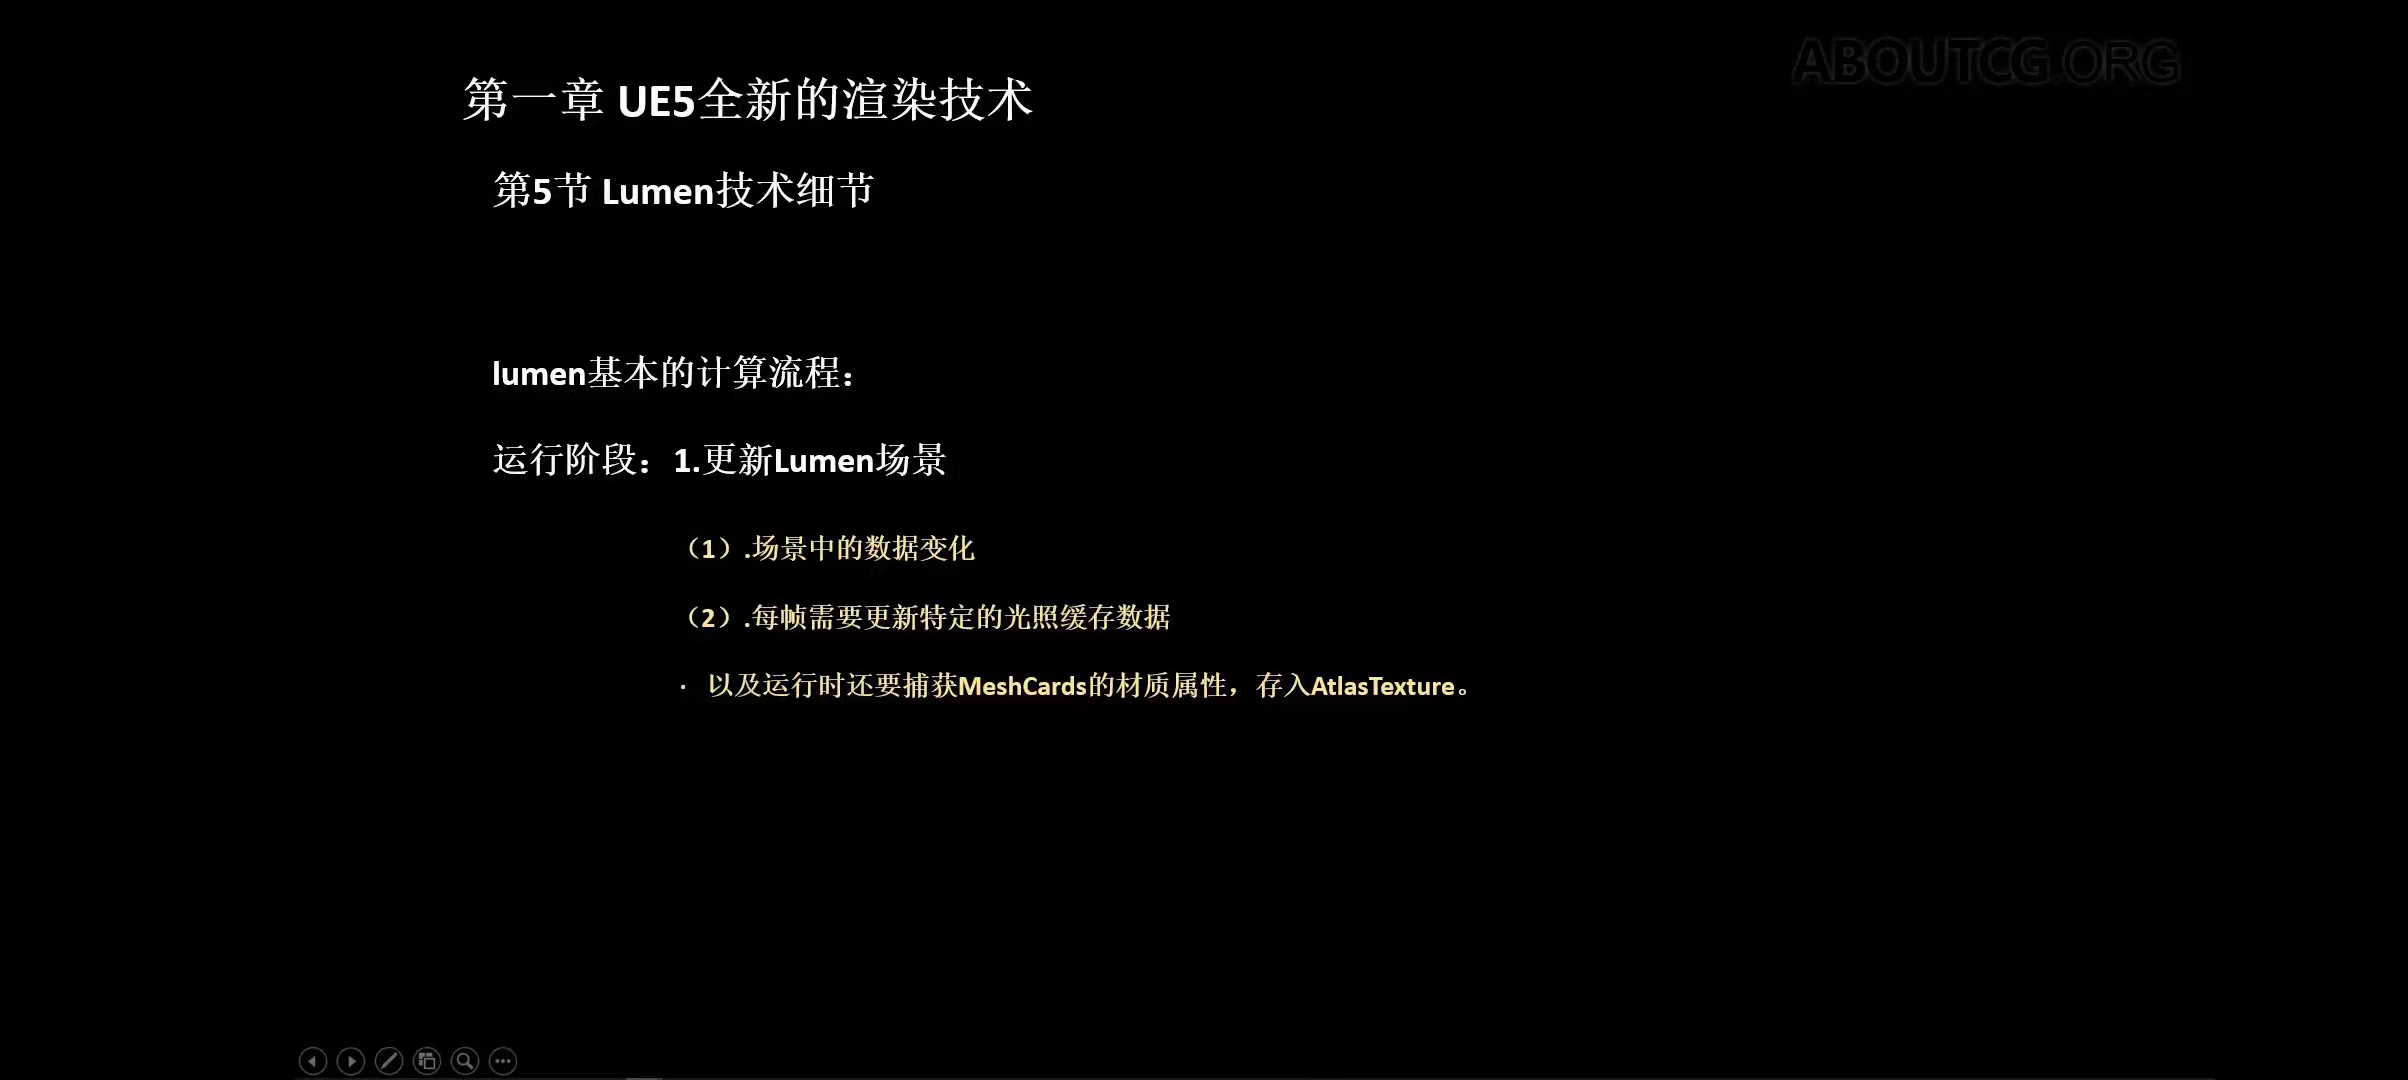 ABOUTCG.ORG
第一章 UE5全新的渲染技术
第5节 Lumen技术细节
lumen基本的计算流程：
运行阶段：1.更新Lumen场景
（1）.场景中的数据变化
（2）.每帧需要更新特定的光照缓存数据
· 以及运行时还要捕获MeshCards的材质属性，存入AtlasTexture。